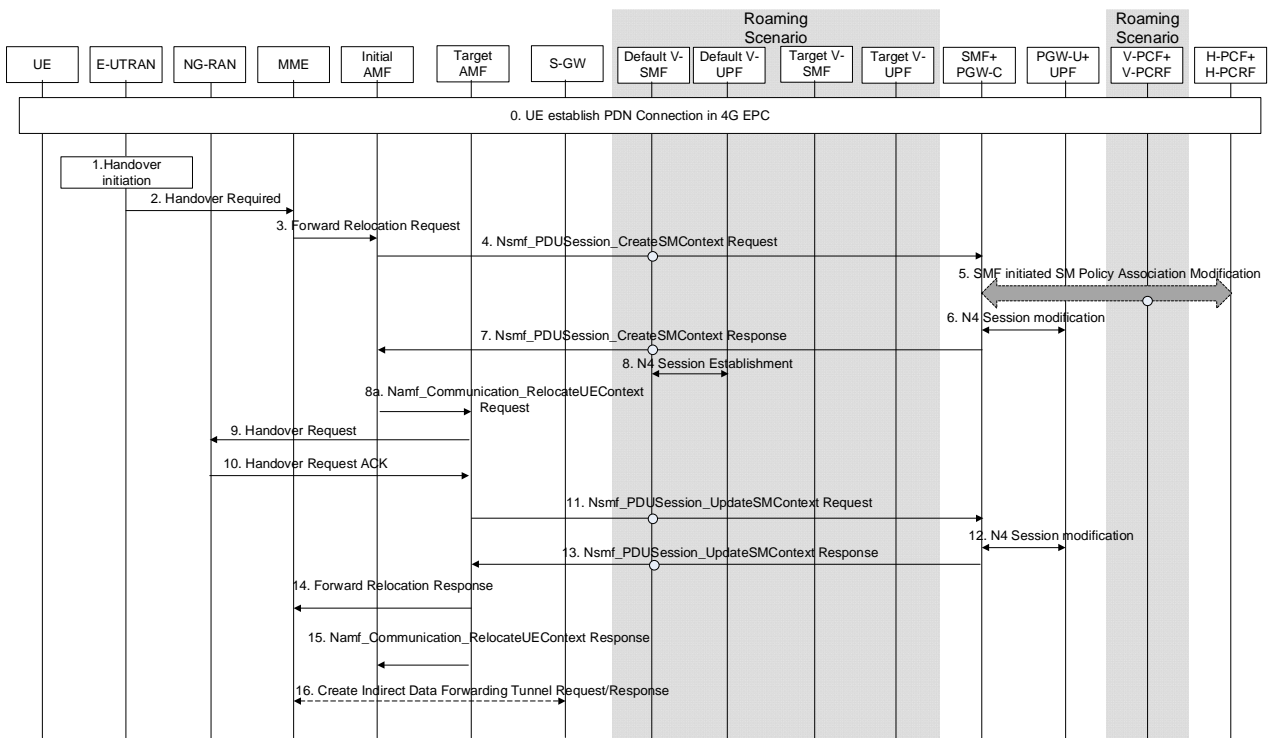 Roaming
Scenario
Roaming
Scenario
UE
E-UTRAN
NG-RAN
MME
Initial
AMF
Target
AMF
S-GW
Default V-
SMF
Default V-
UPF
Target V-
SMF
Target V-
UPF
SMF+
PGW-C
PGW-U+
UPF
V-PCF+
V-PCRF
H-PCF+
H-PCRF
0. UE establish PDN Connection in 4G EPC
1.Handover
initiation
2. Handover Required
3. Forward Relocation Request
4. Nsmf_PDUSession_CreateSMContext Request
5. SMF initiated SM Policy Association Modification
6. N4 Session modification
7. Nsmf_PDUSession_CreateSMContext Response
8. N4 Session Establishment
8a. Namf_Communication_RelocateUEContext
Request
9. Handover Request
10. Handover Request ACK
11. Nsmf_PDUSession_UpdateSMContext Request
12. N4 Session modification
13. Nsmf_PDUSession_UpdateSMContext Response
14. Forward Relocation Response
15. Namf_Communication_RelocateUEContext Response
16. Create Indirect Data Forwarding Tunnel Request/Response